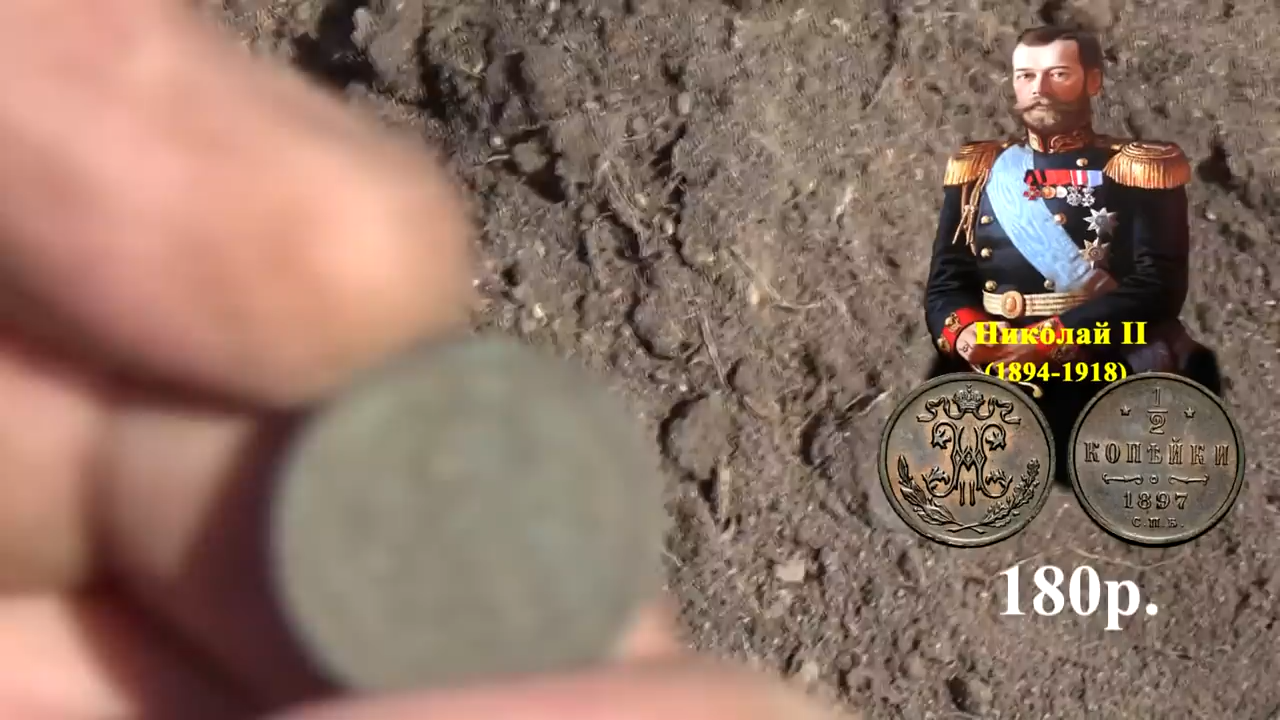 Николай II
(1894-1918)
1
2
КОПѢЙКИ
1897
С.П.Б.
180р.